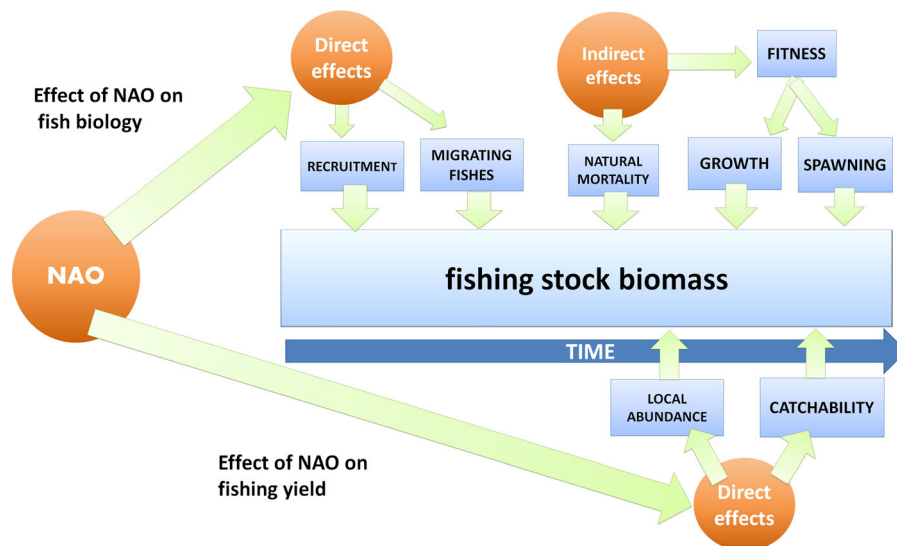 Direct
effects
Indirect
effects
FITNESS
Effect of NAO on
fish biology
RECRUITMENT
MIGRATING
FISHES
NATURAL
MORTALITY
GROWTH
SPAWNING
NAO
fishing stock biomass
TIME
LOCAL
ABUNDANCE
CATCHABILITY
Effect of NAO on
fishing yield
Direct
effects